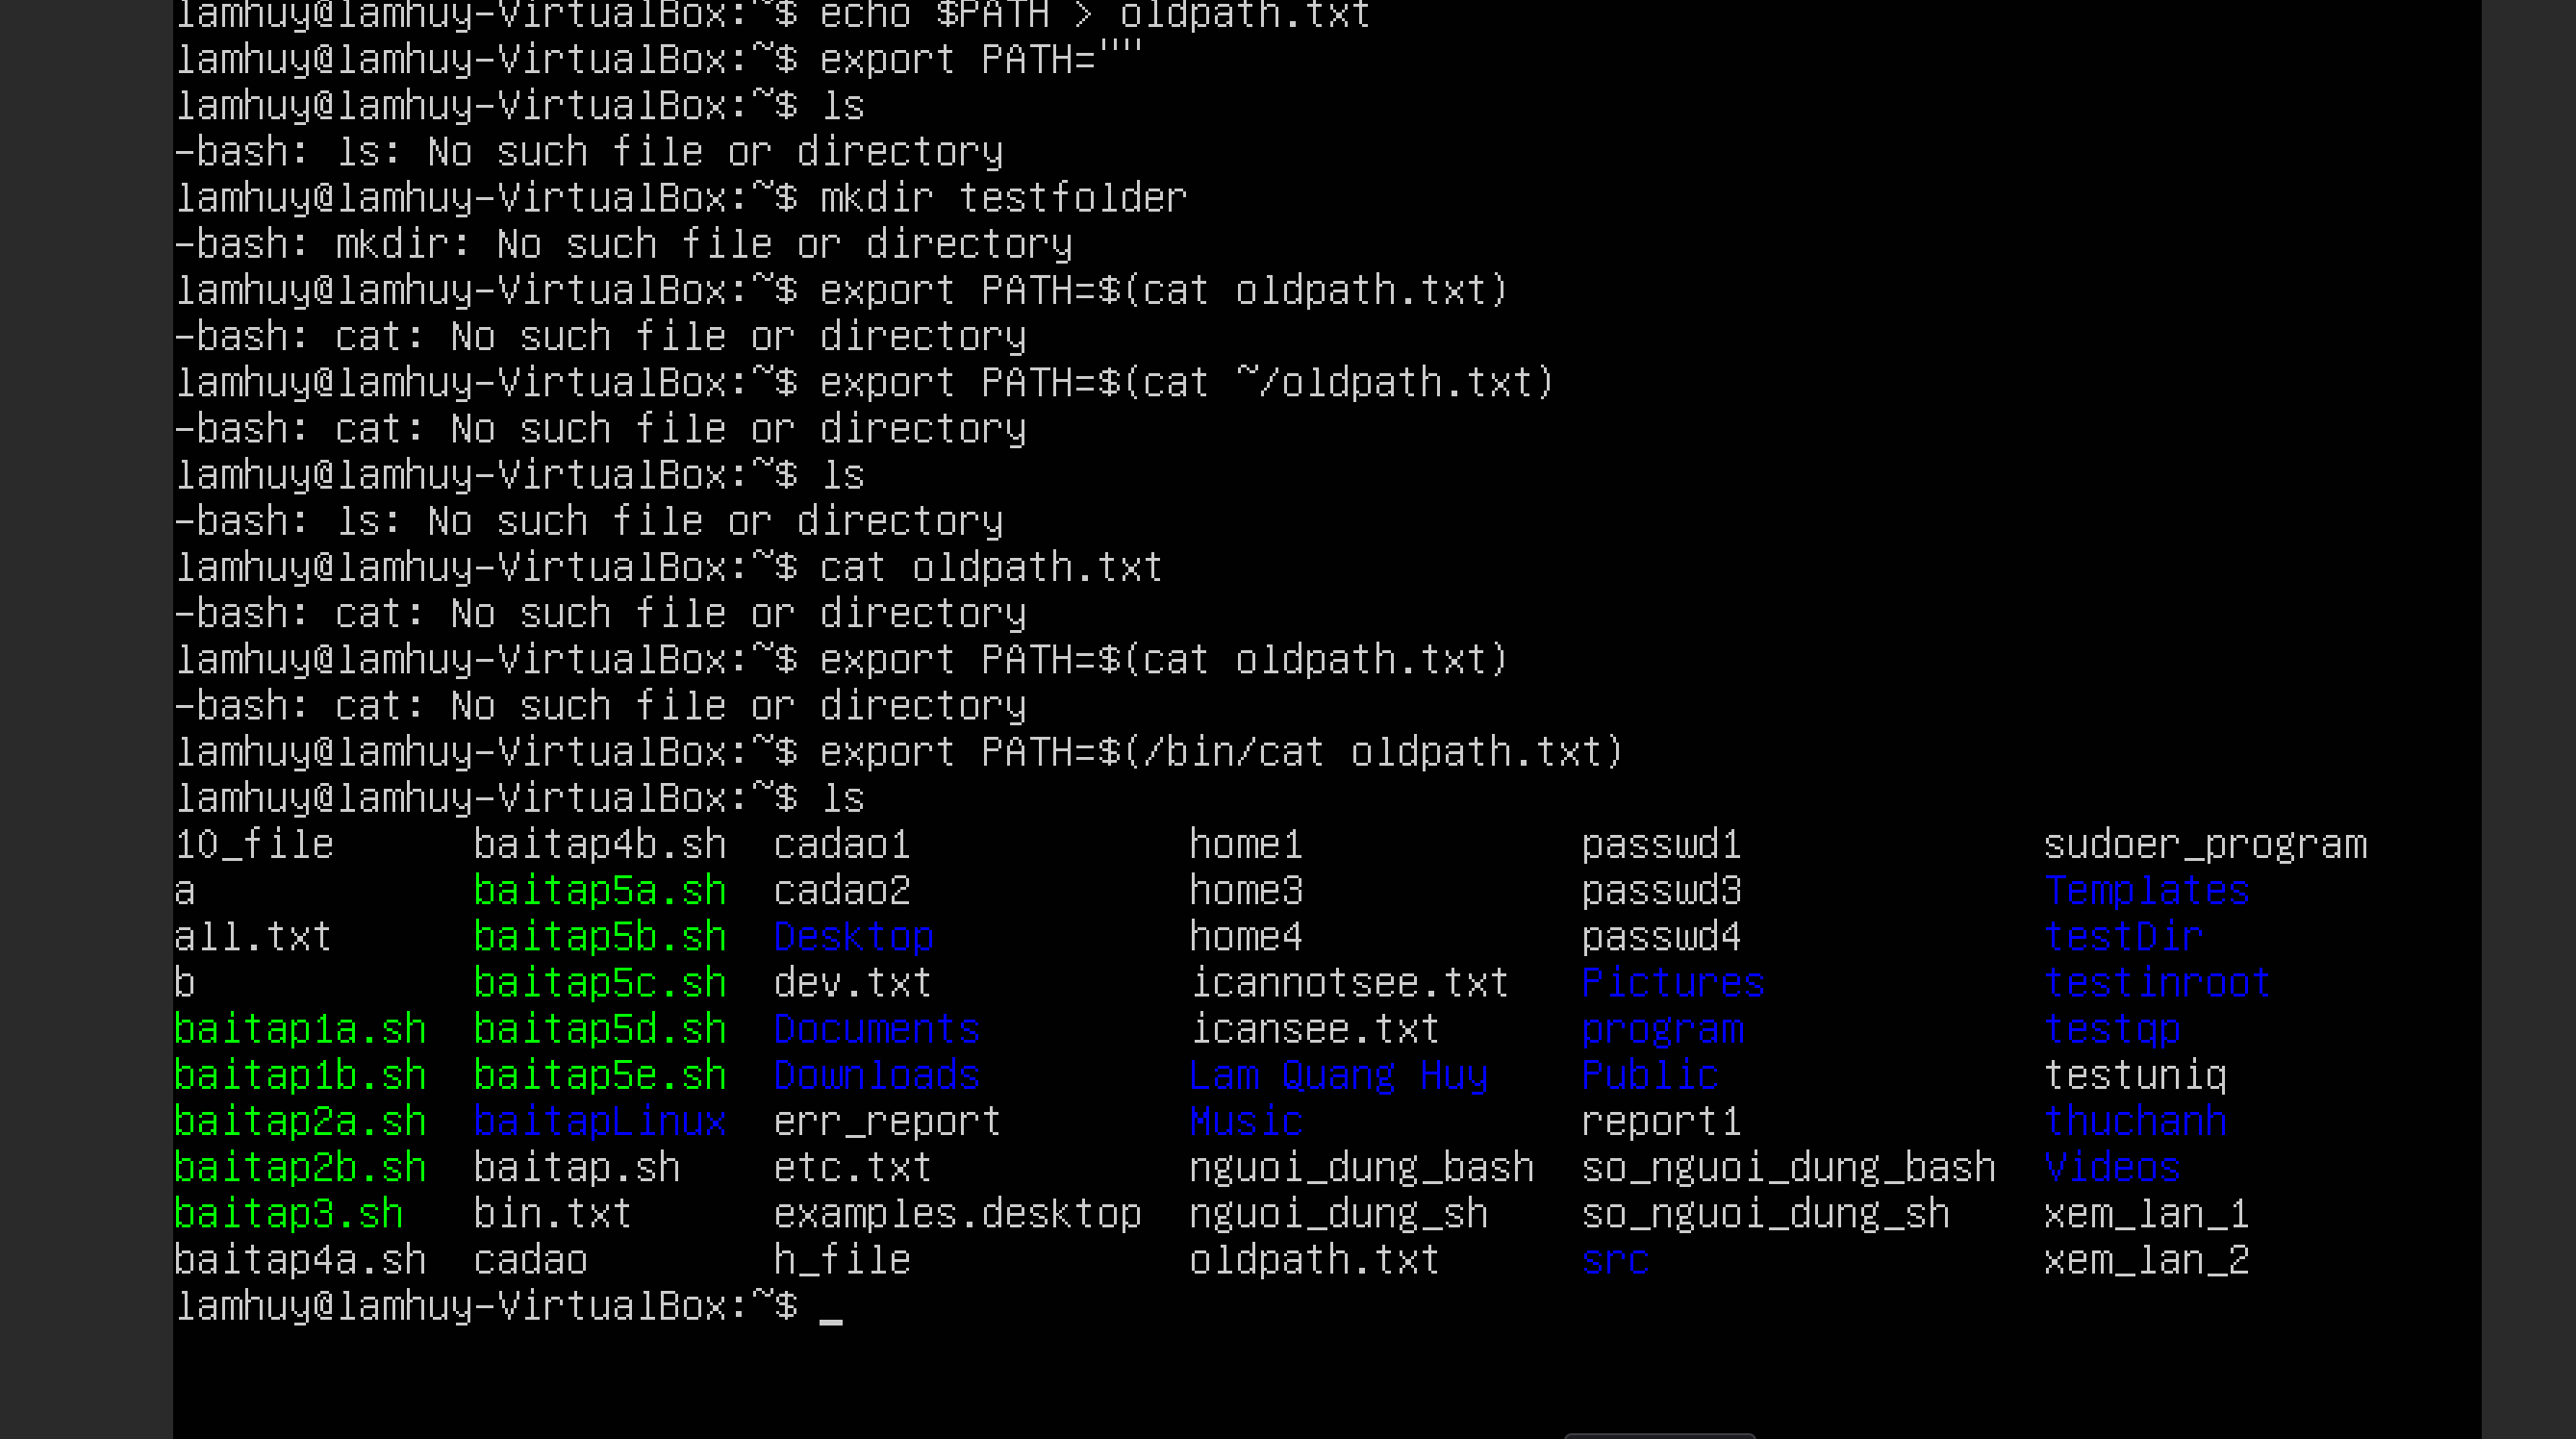 lamhuy@lamhuy-VirtualBox:~$ echo $PATH > oldpath.txt
lamhuy@lamhuy-VirtualBox:~$ export PATH=""
lamhuy@lamhuy-VirtualBox:~$ ls
-bash: ls: No such file or directory
lamhuy@lamhuy-VirtualBox:~$ mkdir testfolder
-bash: mkdir: No such file or directory
lamhuy@lamhuy-VirtualBox:~$ export PATH=$(cat oldpath.txt)
-bash: cat: No such file or directory
lamhuy@lamhuy-VirtualBox:~$ export PATH=$(cat ~/oldpath.txt)
-bash: cat: No such file or directory
lamhuy@lamhuy-VirtualBox:~$ ls
-bash: ls: No such file or directory
lamhuy@lamhuy-VirtualBox:~$ cat oldpath.txt
-bash: cat: No such file or directory
lamhuy@lamhuy-VirtualBox:~$ export PATH=$(cat oldpath.txt)
-bash: cat: No such file or directory
lamhuy@lamhuy-VirtualBox:~$ export PATH=$(/bin/cat oldpath.txt)
lamhuy@lamhuy-VirtualBox:~$ ls
10_file baitap4b.sh cadao1 home1 passwd1 sudoer_program
a baitap5a.sh cadao2 home3 passwd3 Templates
all.txt baitap5b.sh Desktop home4 passwd4 testDir
b baitap5c.sh dev.txt icannotsee.txt Pictures testinroot
baitap1a.sh baitap5d.sh Documents icansee.txt program testqp
baitap1b.sh baitap5e.sh Downloads Lam Quang Huy Public testuniq
baitap2a.sh baitapLinux err_report Music report1 thuchanh
baitap2b.sh baitap.sh etc.txt nguoi_dung_bash so_nguoi_dung_bash Videos
baitap3.sh bin.txt examples.desktop nguoi_dung_sh so_nguoi_dung_sh xem_lan_1
baitap4a.sh cadao h_file oldpath.txt src xem_lan_2
lamhuy@lamhuy-VirtualBox:~$ _